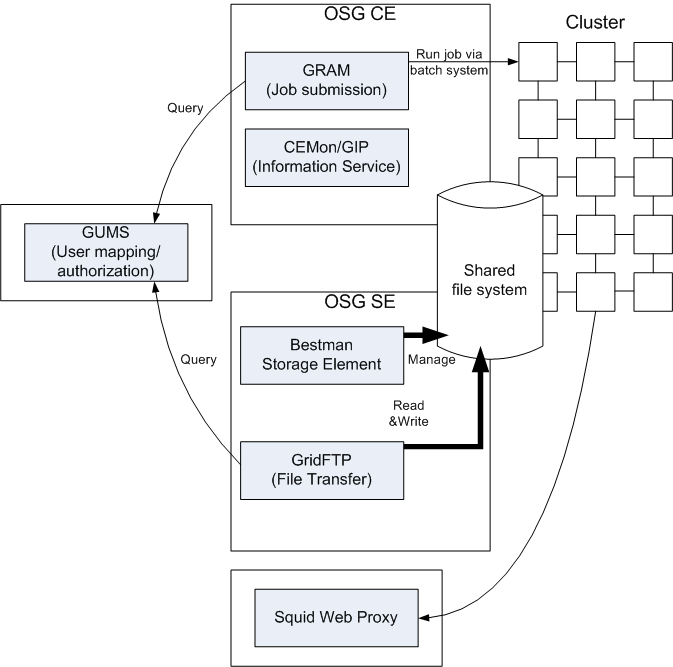 OSG CE
Cluster
GRAM
(Job submission)
Run job via
batch system
Query
CEMon/GIP
(Information Service)
GUMS
(User mapping/
authorization)
Shared
file system
OSG SE
Bestman
Storage Element
Manage
Query
Read
&Write
GridFTP
(File Transfer)
Squid Web Proxy